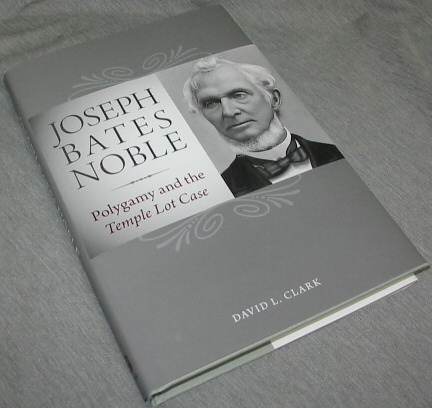 JOSEPH
BATES
NOBLE
Polygamy and the
Temple Lot Case
DAVID L. CLARK